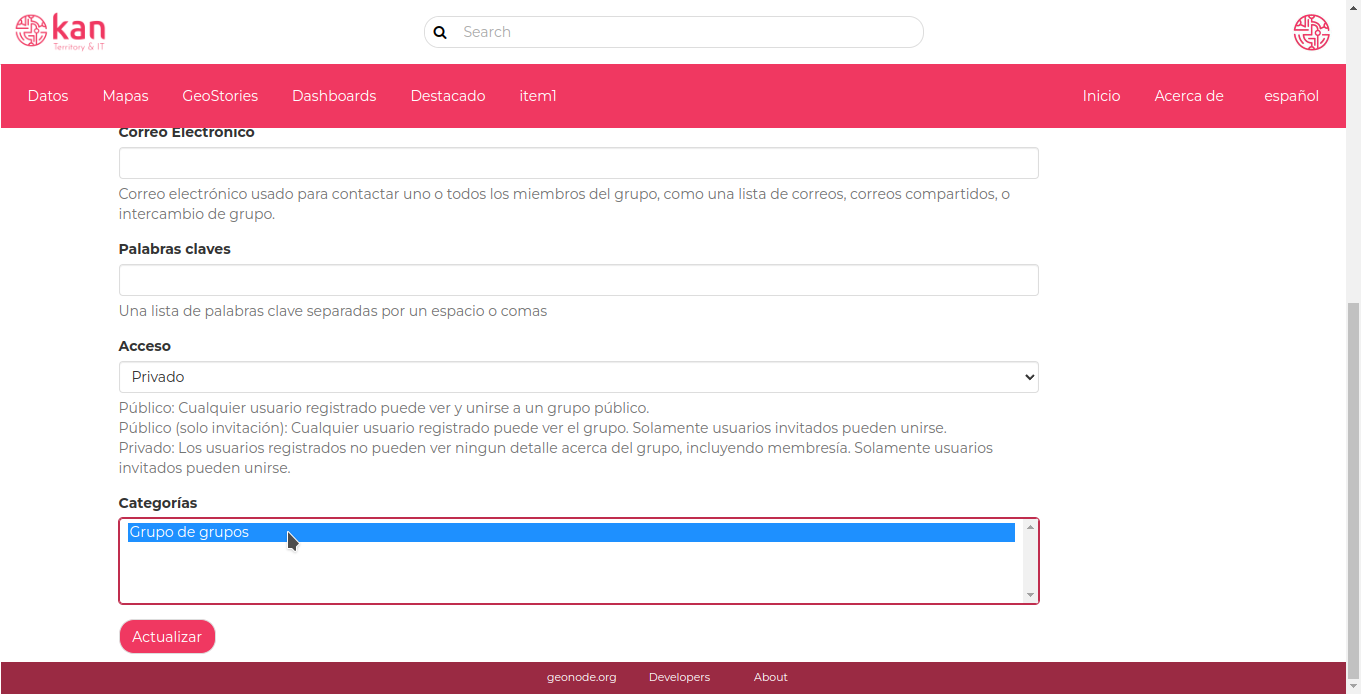 kan
Territory & IT
Search
Datos
Mapas
GeoStories
Dashboards
Destacado
item1
Inicio
Acerca de
español
Correo Electrónico
Correo electrónico usado para contactar uno o todos los miembros del grupo, como una lista de correos, correos compartidos, o
intercambio de grupo.
Palabras claves
Una lista de palabras clave separadas por un espacio o comas
Acceso
Privado
Público: Cualquier usuario registrado puede ver y unirse a un grupo público.
Público (solo invitación): Cualquier usuario registrado puede ver el grupo. Solamente usuarios invitados pueden unirse.
Privado: Los usuarios registrados no pueden ver ningun detalle acerca del grupo, incluyendo membresía. Solamente usuarios
invitados pueden unirse.
Categorías
Grupo de grupos
Actualizar
geonode.org
Developers
About